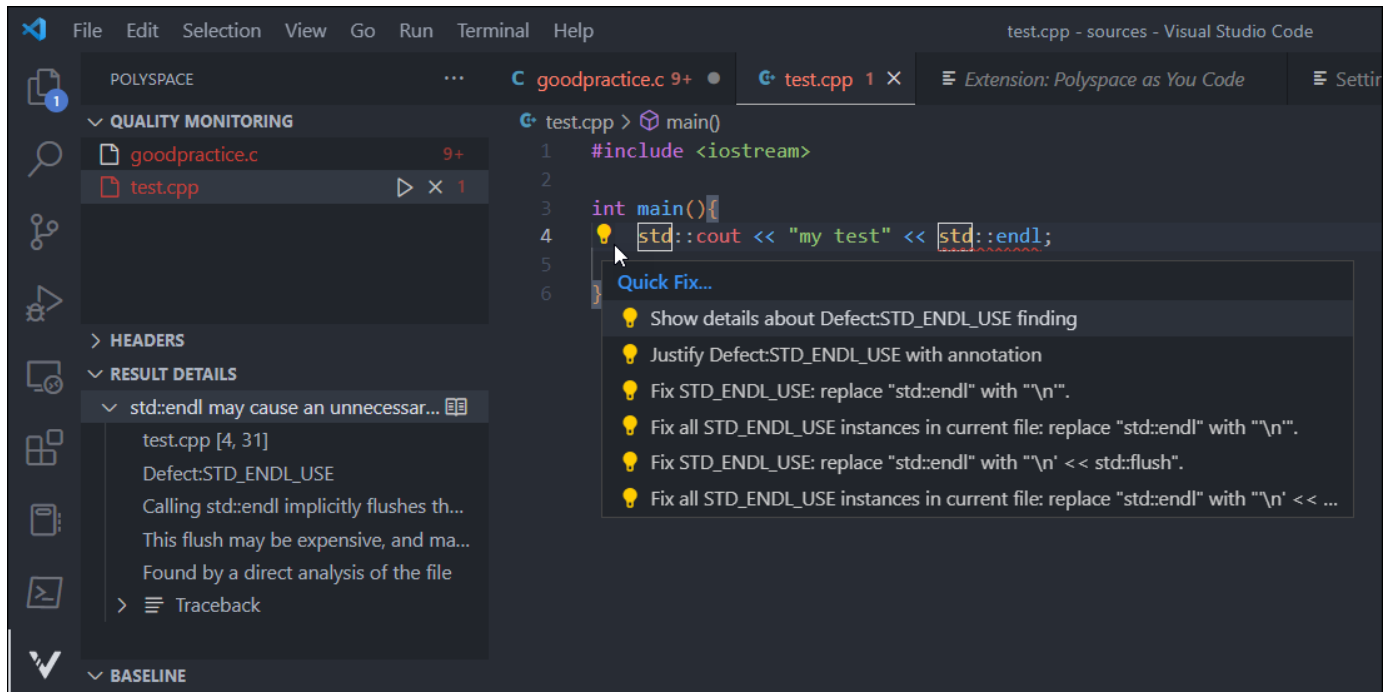 File Edit Selection View Go Run Terminal Help test.cpp - sources - Visual Studio Code
1
POLYSPACE ···
QUALITY MONITORING
goodpractice.c 9+
test.cpp 1
HEADERS
RESULT DETAILS
std::endl may cause an unnecessar...
test.cpp [4, 31]
Defect:STD_ENDL_USE
Calling std::endl implicitly flushes th...
This flush may be expensive, and ma...
Found by a direct analysis of the file
Traceback
BASELINE
C goodpractice.c 9+ test.cpp 1 Extension: Polyspace as You Code Settin
test.cpp > main()
1 #include <iostream>
2
3 int main(){
4 std::cout << "my test" << std::endl;
5
6 }
Quick Fix...
Show details about Defect:STD_ENDL_USE finding
Justify Defect:STD_ENDL_USE with annotation
Fix STD_ENDL_USE: replace "std::endl" with "'\n'".
Fix all STD_ENDL_USE instances in current file: replace "std::endl" with "'\n'".
Fix STD_ENDL_USE: replace "std::endl" with "'\n' << std::flush".
Fix all STD_ENDL_USE instances in current file: replace "std::endl" with "'\n' << ...